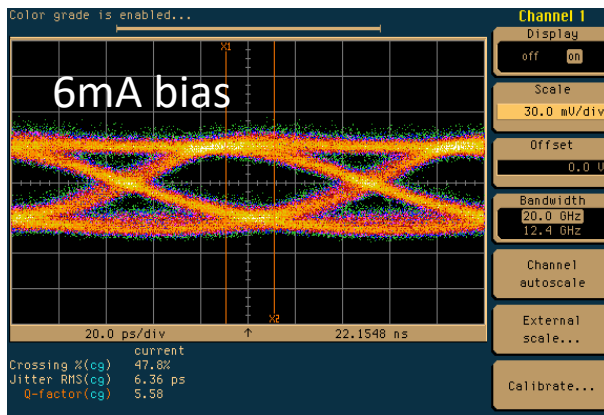 Color grade is enabled...
Channel 1
Display
off on
Scale
30.0 mV/div
Offset
0.0 V
Bandwidth
20.0 GHz
12.4 GHz
Channel
autoscale
External
scale...
Calibrate...
X1
6mA bias
X2
20.0 ps/div ↑ 22.1548 ns
current
Crossing %(cg) 47.8%
Jitter RMS(cg) 6.36 ps
Q-factor(cg) 5.58